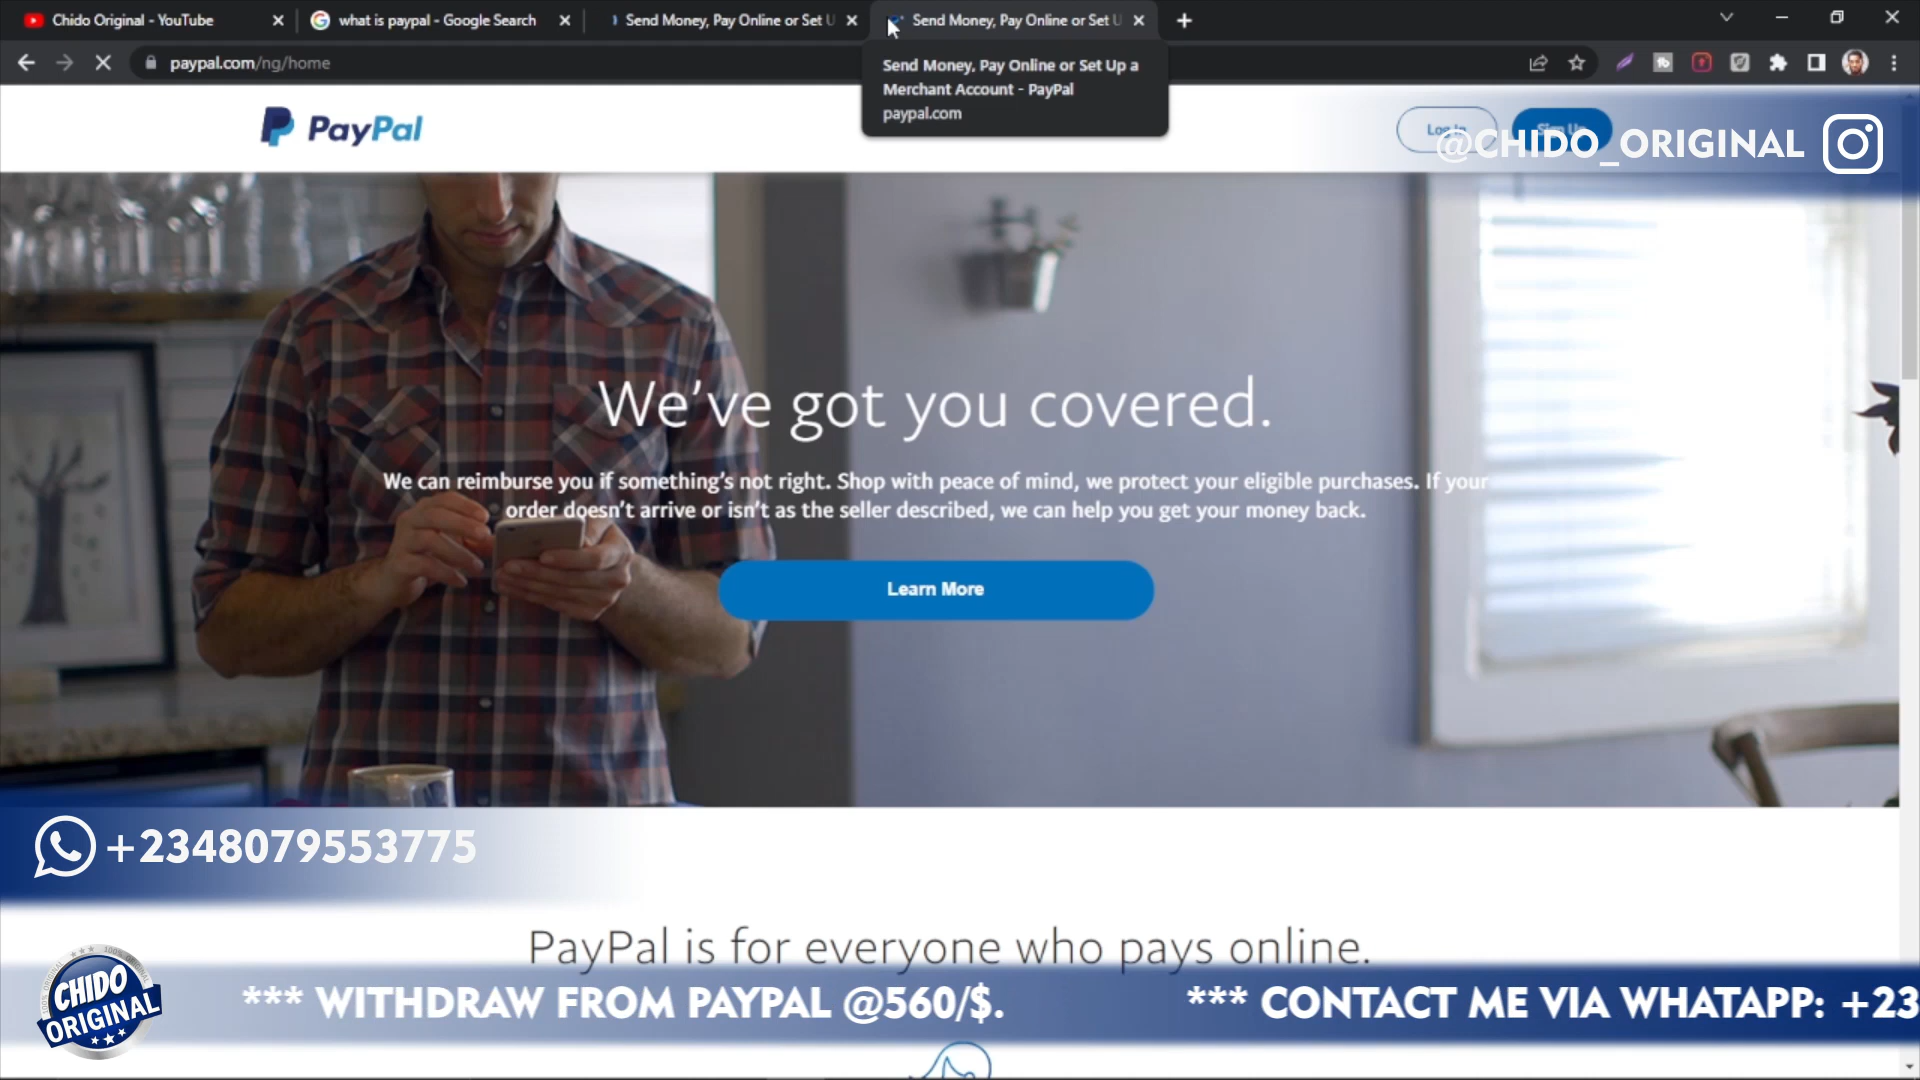 Chido Original - YouTube
what is paypal - Google Search
Send Money, Pay Online or Set U
Send Money, Pay Online or Set U
paypal.com/ng/home
Send Money, Pay Online or Set Up a
Merchant Account - PayPal
paypal.com
PayPal
Log In
Sign Up
@CHIDO_ORIGINAL
We've got you covered.
We can reimburse you if something's not right. Shop with peace of mind, we protect your eligible purchases. If your
order doesn't arrive or isn't as the seller described, we can help you get your money back.
Learn More
+2348079553775
PayPal is for everyone who pays online.
CHIDO
ORIGINAL
*** WITHDRAW FROM PAYPAL @560/$. *** CONTACT ME VIA WHATAPP: +23